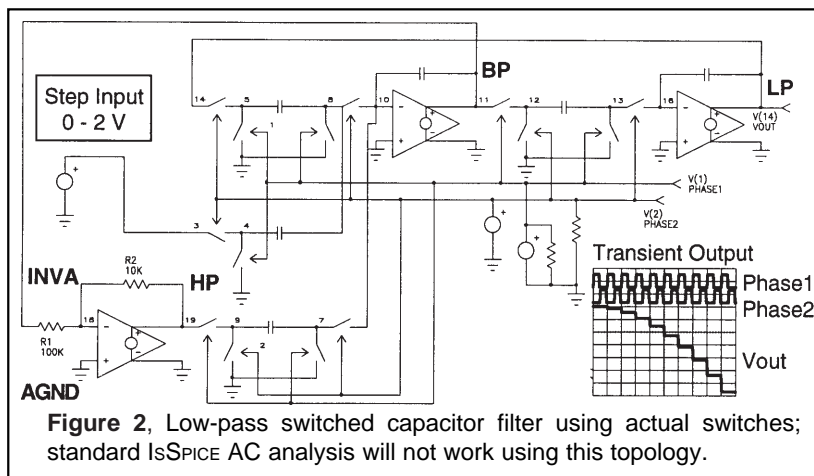 BP
LP
14
5
8
10
11
12
13
16
V(14)
VOUT
Step Input
0 - 2 V
1
V(1)
PHASE1
V(2)
PHASE2
3
4
R2
10K
INVA
HP
Transient Output
Phase1
Phase2
Vout
18
19
9
7
2
R1
100K
AGND
Figure 2, Low-pass switched capacitor filter using actual switches;
standard IsSpice AC analysis will not work using this topology.